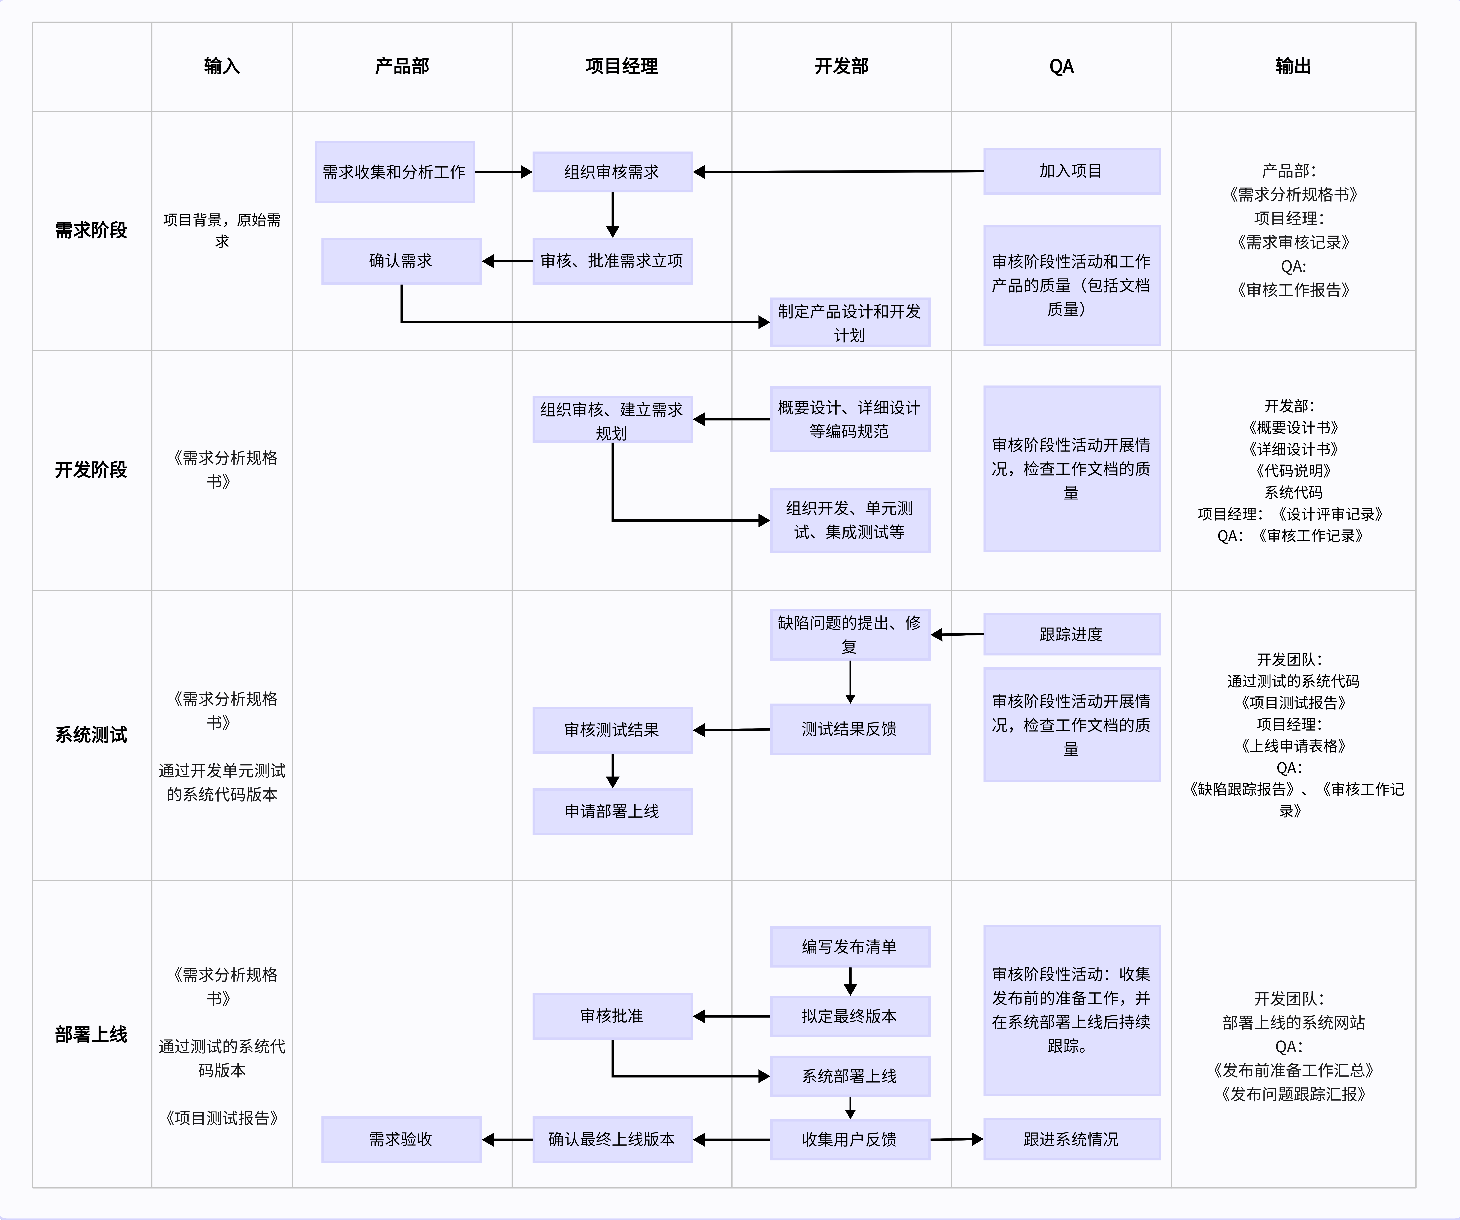 输入
产品部
项目经理
开发部
QA
输出
需求阶段
项目背景，原始需
求
需求收集和分析工作
组织审核需求
加入项目
确认需求
审核、批准需求立项
制定产品设计和开发
计划
审核阶段性活动和工作
产品的质量（包括文档
质量）
产品部：
《需求分析规格书》
项目经理：
《需求审核记录》
QA:
《审核工作报告》
开发阶段
《需求分析规格
书》
组织审核、建立需求
规划
概要设计、详细设计
等编码规范
组织开发、单元测
试、集成测试等
审核阶段性活动开展情
况，检查工作文档的质
量
开发部：
《概要设计书》
《详细设计书》
《代码说明》
系统代码
项目经理：《设计评审记录》
QA：《审核工作记录》
系统测试
《需求分析规格
书》
通过开发单元测试
的系统代码版本
缺陷问题的提出、修
复
跟踪进度
审核测试结果
测试结果反馈
申请部署上线
审核阶段性活动开展情
况，检查工作文档的质
量
开发团队：
通过测试的系统代码
《项目测试报告》
项目经理：
《上线申请表格》
QA：
《缺陷跟踪报告》、《审核工作记
录》
部署上线
《需求分析规格
书》
通过测试的系统代
码版本
《项目测试报告》
编写发布清单
审核批准
拟定最终版本
系统部署上线
需求验收
确认最终上线版本
收集用户反馈
审核阶段性活动：收集
发布前的准备工作，并
在系统部署上线后持续
跟踪。
跟进系统情况
开发团队：
部署上线的系统网站
QA：
《发布前准备工作汇总》
《发布问题跟踪汇报》